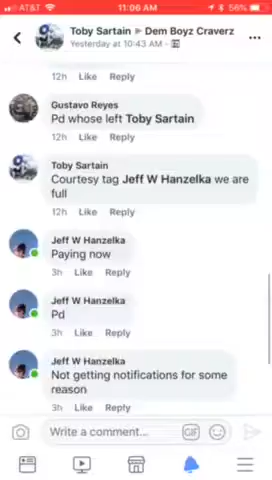 AT&T 11:06 AM 56%
Toby Sartain ▸ Dem Boyz Craverz
Yesterday at 10:43 AM ·
12h Like Reply
Gustavo Reyes
Pd whose left Toby Sartain
12h Like Reply
Toby Sartain
Courtesy tag Jeff W Hanzelka we are
full
12h Like Reply
Jeff W Hanzelka
Paying now
3h Like Reply
Jeff W Hanzelka
Pd
3h Like Reply
Jeff W Hanzelka
Not getting notifications for some
reason
3h Like Reply
Write a comment...
GIF